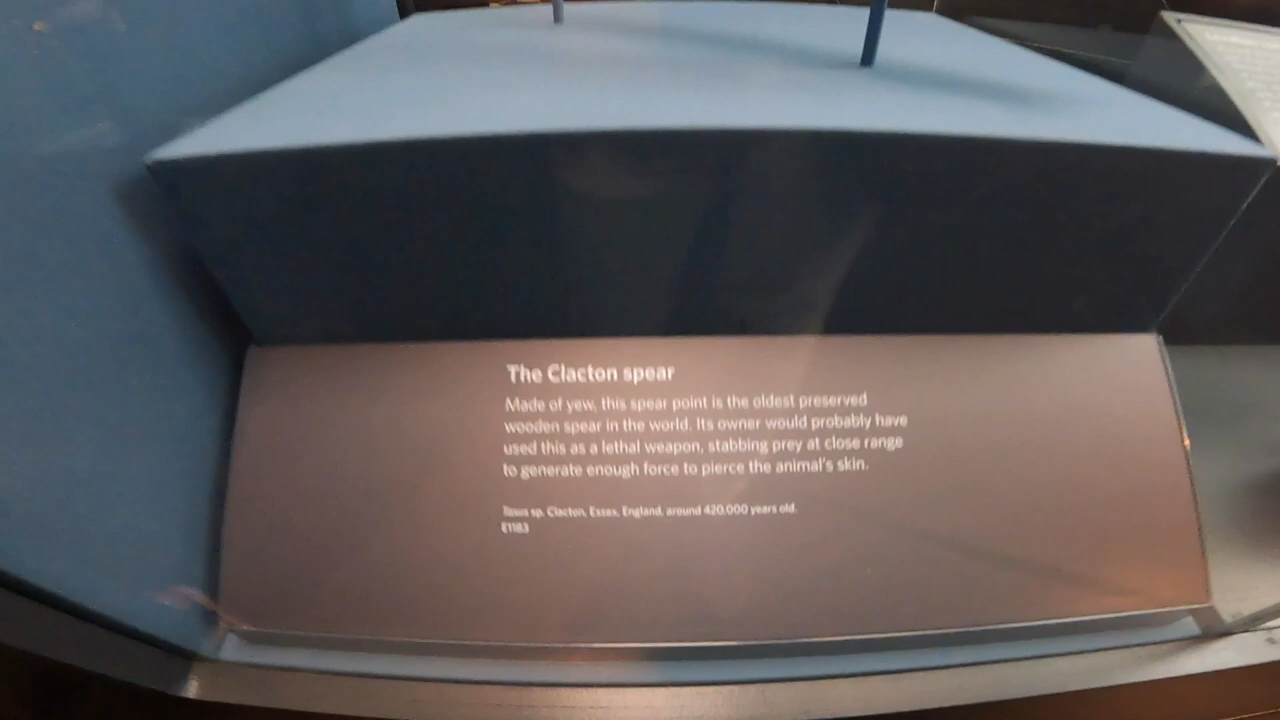 The Clacton spear
Made of yew, this spear point is the oldest preserved
wooden spear in the world. Its owner would probably have
used this as a lethal weapon, stabbing prey at close range
to generate enough force to pierce the animal's skin.
Taxus sp. Clacton, Essex, England, around 420,000 years old.
E1183